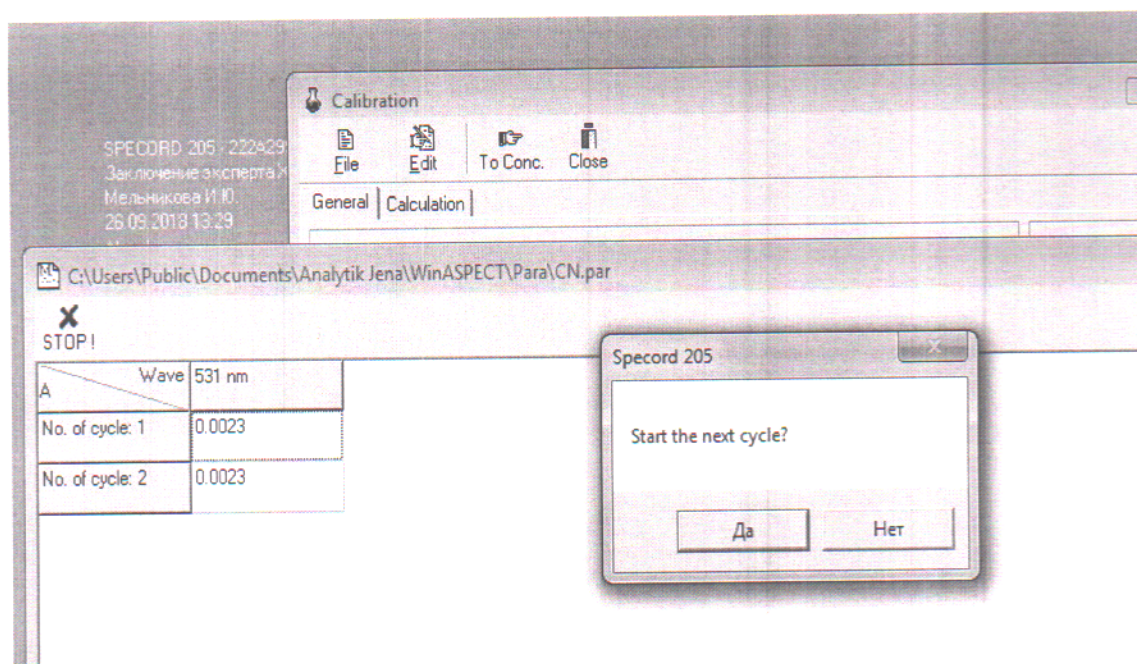 Calibration
File Edit To Conc. Close
General Calculation
SPECORD 205 - 222A29
Заключение эксперта Х
Мельникова И.Ю.
26.09.2018 13:29
C:\Users\Public\Documents\Analytik Jena\WinASPECT\Para\CN.par
STOP!
A Wave 531 nm
No. of cycle: 1 0.0023
No. of cycle: 2 0.0023
Specord 205
Start the next cycle?
Да Нет